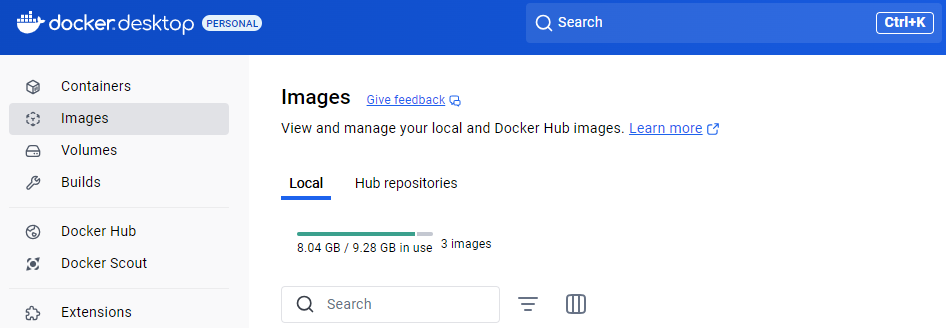 docker.desktop PERSONAL
Search Ctrl+K
Containers
Images
Volumes
Builds
Docker Hub
Docker Scout
Extensions
Images Give feedback
View and manage your local and Docker Hub images. Learn more
Local Hub repositories
8.04 GB / 9.28 GB in use 3 images
Search